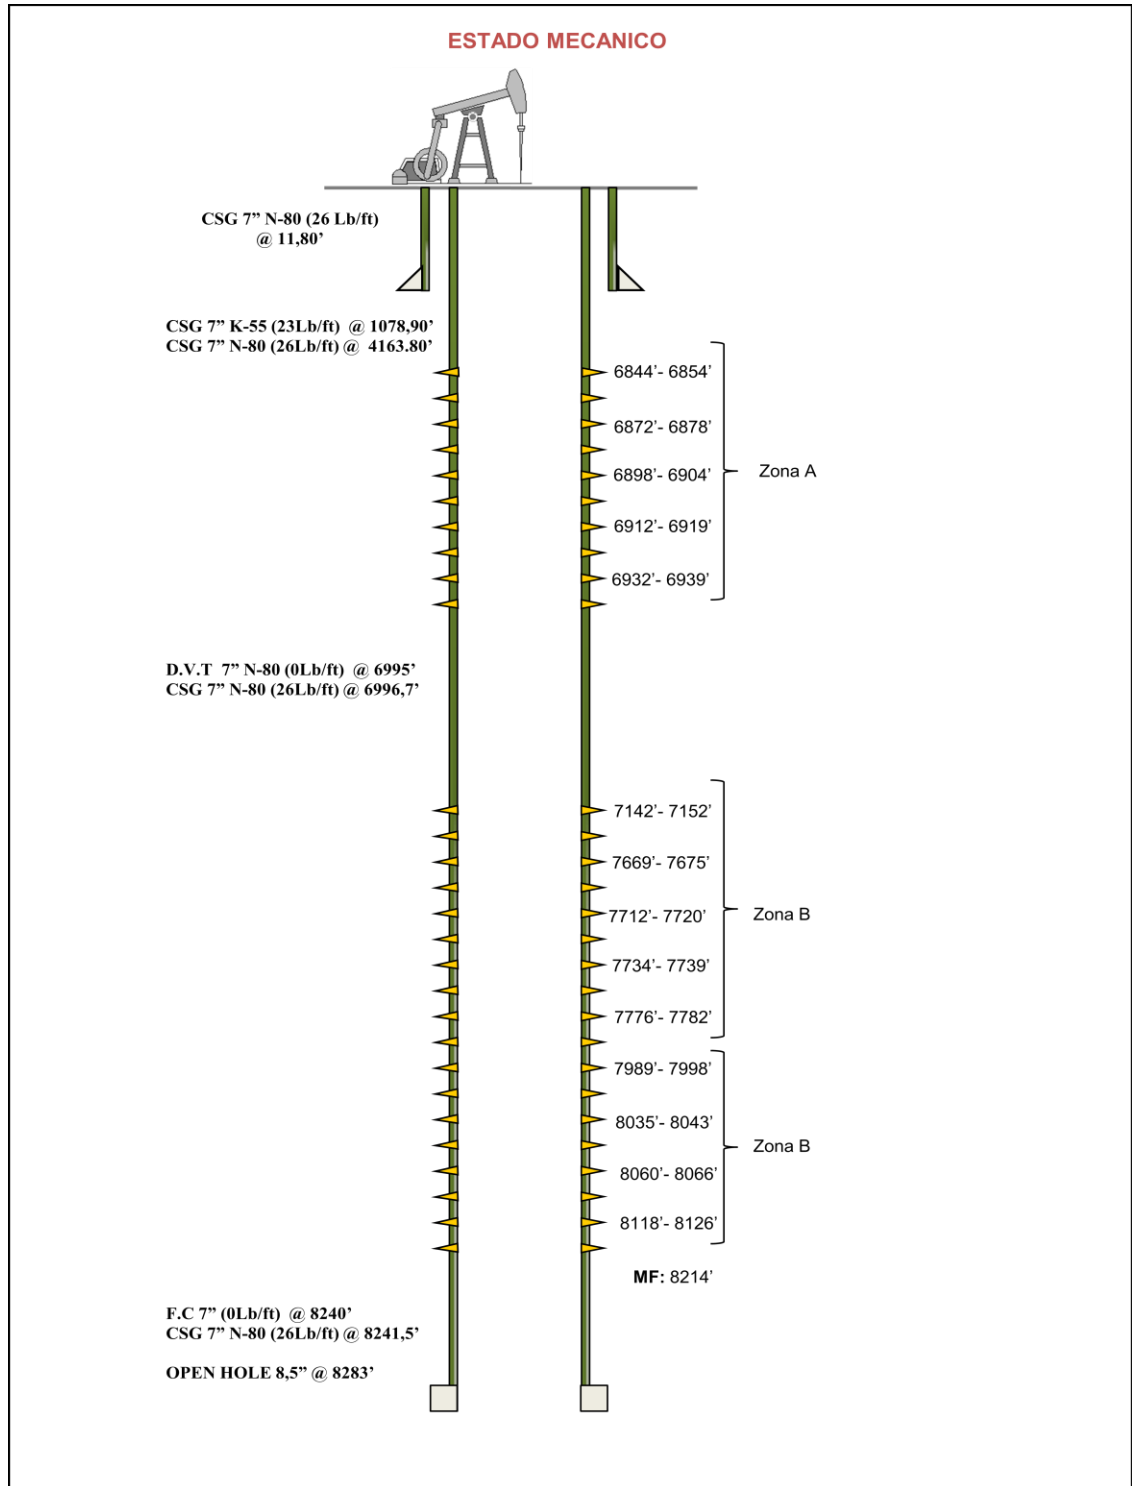 ESTADO MECANICO
CSG 7” N-80 (26 Lb/ft)
@ 11,80’
CSG 7” K-55 (23Lb/ft) @ 1078,90’
CSG 7” N-80 (26Lb/ft) @ 4163.80’
6844’- 6854’
6872’- 6878’
6898’- 6904’
Zona A
6912’- 6919’
6932’- 6939’
D.V.T 7” N-80 (0Lb/ft) @ 6995’
CSG 7” N-80 (26Lb/ft) @ 6996,7’
7142’- 7152’
7669’- 7675’
7712’- 7720’
Zona B
7734’- 7739’
7776’- 7782’
7989’- 7998’
8035’- 8043’
Zona B
8060’- 8066’
8118’- 8126’
MF: 8214’
F.C 7” (0Lb/ft) @ 8240’
CSG 7” N-80 (26Lb/ft) @ 8241,5’
OPEN HOLE 8,5” @ 8283’